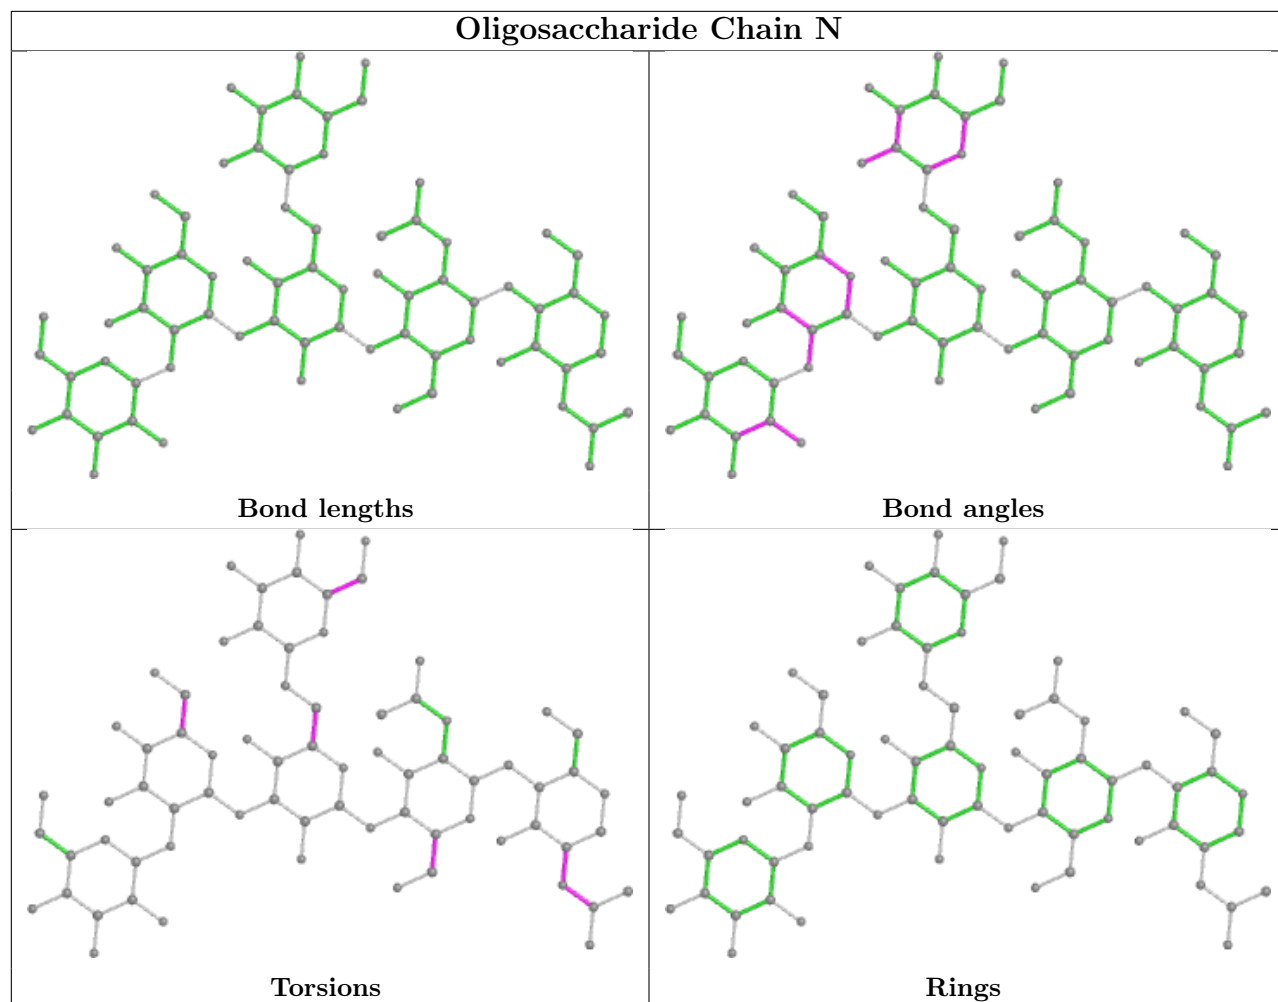 Oligosaccharide Chain N
Bond lengths
Bond angles
Torsions
Rings